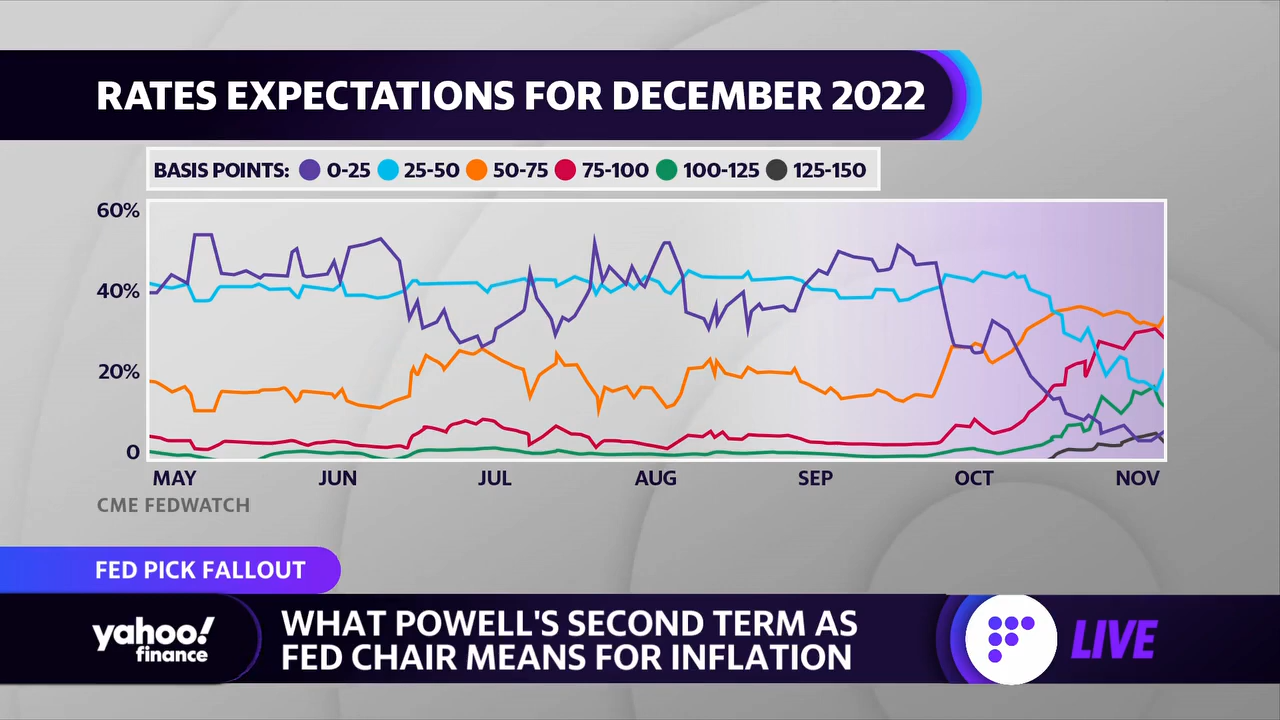 RATES EXPECTATIONS FOR DECEMBER 2022
BASIS POINTS: 0-25 25-50 50-75 75-100 100-125 125-150
60%
40%
20%
0
MAY JUN JUL AUG SEP OCT NOV
CME FEDWATCH
FED PICK FALLOUT
yahoo!
finance
WHAT POWELL'S SECOND TERM AS
FED CHAIR MEANS FOR INFLATION
LIVE